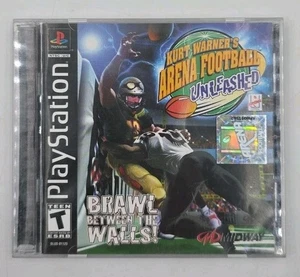 PlayStation
KURT WARNER'S
ARENA FOOTBALL
UNLEASHED
BRAWL
BETWEEN THE
WALLS!
TEEN
T
MIDWAY